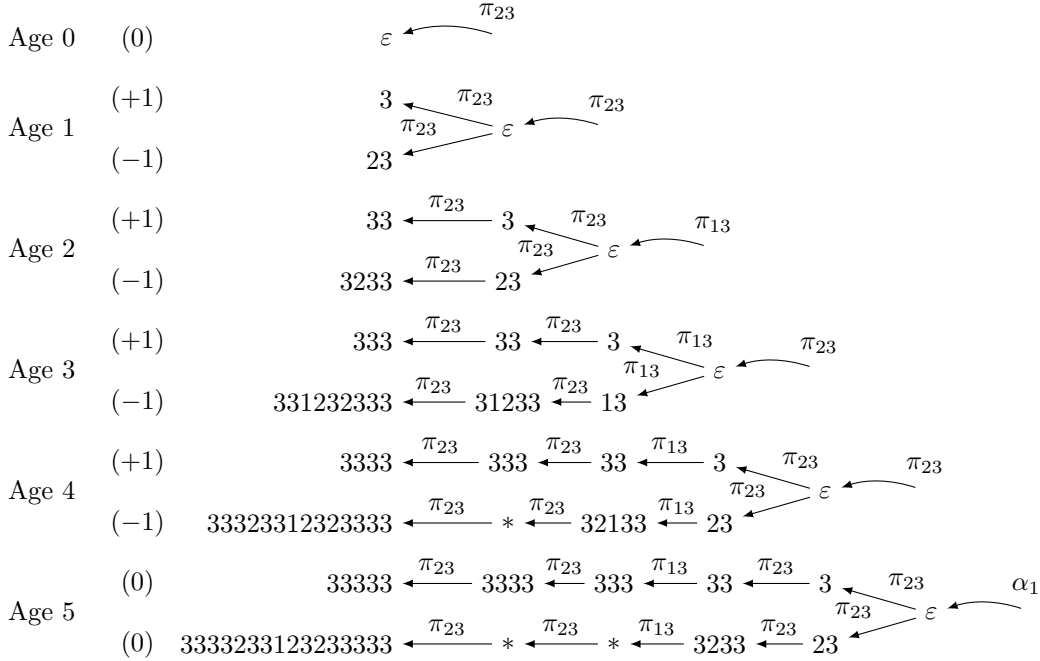 π₂₃
Age 0 (0) ε
(+1) 3 π₂₃ π₂₃
Age 1 π₂₃ ε
(−1) 23
(+1) 33 π₂₃ 3 π₂₃ π₁₃
Age 2 π₂₃ ε
(−1) 3233 π₂₃ 23
(+1) 333 π₂₃ 33 π₂₃ 3 π₁₃ π₂₃
Age 3 π₁₃ ε
(−1) 331232333 π₂₃ 31233 π₂₃ 13
(+1) 3333 π₂₃ 333 π₂₃ 33 π₁₃ 3 π₂₃ π₂₃
Age 4 π₂₃ ε
(−1) 33323312323333 π₂₃ * π₂₃ 32133 π₁₃ 23
(0) 33333 π₂₃ 3333 π₂₃ 333 π₁₃ 33 π₂₃ 3 π₂₃ α₁
Age 5 π₂₃ ε
(0) 3333233123233333 π₂₃ * π₂₃ * π₁₃ 3233 π₂₃ 23